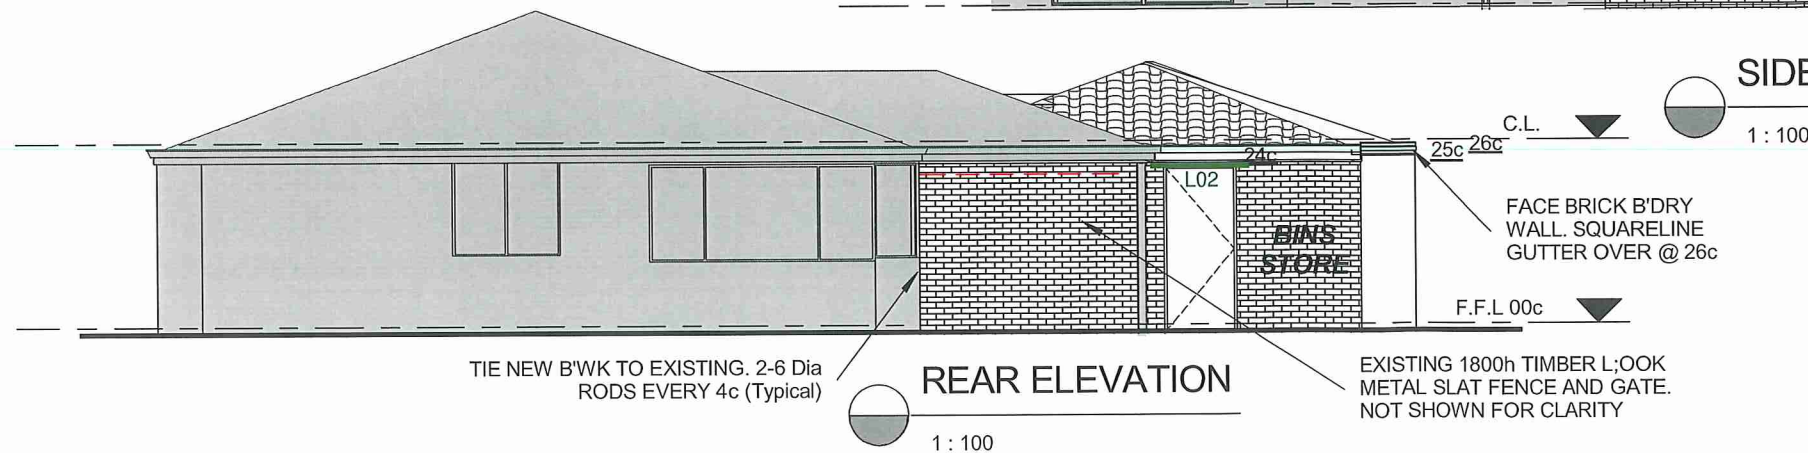 SIDE
1 : 100
C.L.
25c 26c
24c
L02
BINS
STORE
FACE BRICK B'DRY
WALL. SQUARELINE
GUTTER OVER @ 26c
F.F.L 00c
TIE NEW B'WK TO EXISTING. 2-6 Dia
RODS EVERY 4c (Typical)
REAR ELEVATION
1 : 100
EXISTING 1800h TIMBER L;OOK
METAL SLAT FENCE AND GATE.
NOT SHOWN FOR CLARITY